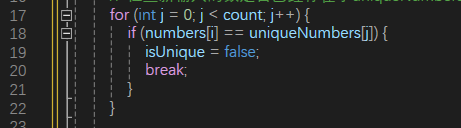 17 for (int j = 0; j < count; j++) {
18 if (numbers[i] == uniqueNumbers[j]) {
19 isUnique = false;
20 break;
21 }
22 }